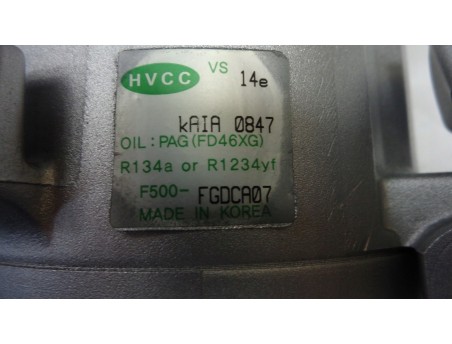 HVCC VS 14e
kAIA 0847
OIL: PAG(FD46XG)
R134a or R1234yf
F500- FGDCA07
MADE IN KOREA